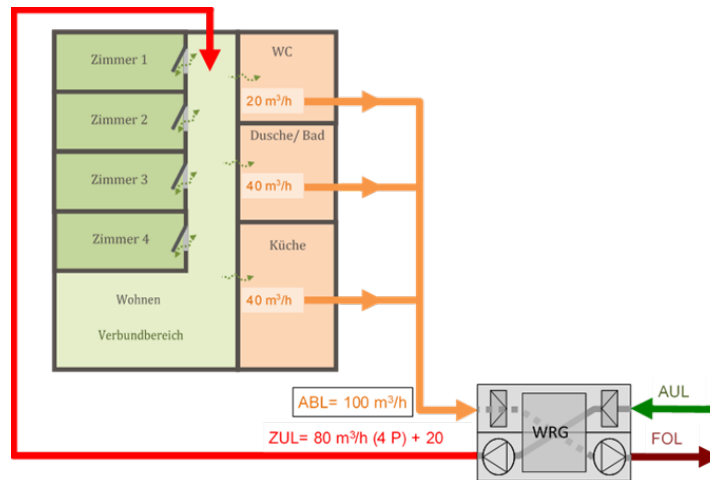 Zimmer 1
WC
20 m³/h
Zimmer 2
Dusche/ Bad
Zimmer 3
40 m³/h
Zimmer 4
Küche
40 m³/h
Wohnen
Verbundbereich
ABL= 100 m³/h
AUL
WRG
ZUL= 80 m³/h (4 P) + 20
FOL